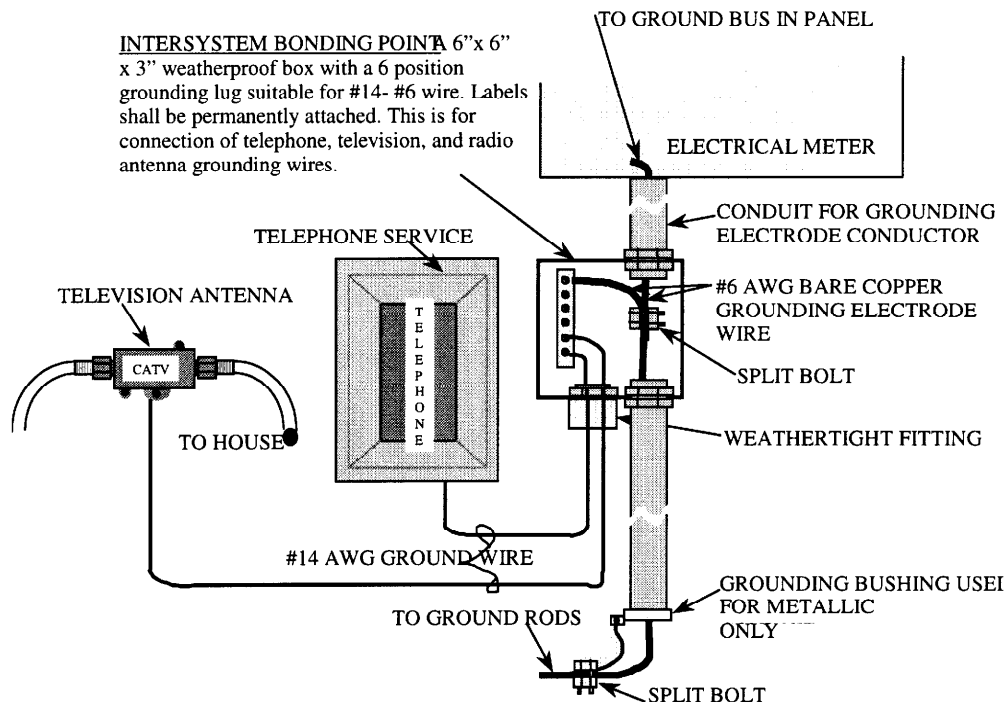 TO GROUND BUS IN PANEL
INTERSYSTEM BONDING POINT A 6”x 6”
x 3” weatherproof box with a 6 position
grounding lug suitable for #14- #6 wire. Labels
shall be permanently attached. This is for
connection of telephone, television, and radio
antenna grounding wires.
ELECTRICAL METER
CONDUIT FOR GROUNDING
ELECTRODE CONDUCTOR
TELEPHONE SERVICE
#6 AWG BARE COPPER
GROUNDING ELECTRODE
WIRE
TELEVISION ANTENNA
TELEPHONE
CATV
SPLIT BOLT
TO HOUSE
WEATHERTIGHT FITTING
#14 AWG GROUND WIRE
GROUNDING BUSHING USEI
FOR METALLIC
ONLY
TO GROUND RODS
SPLIT BOLT